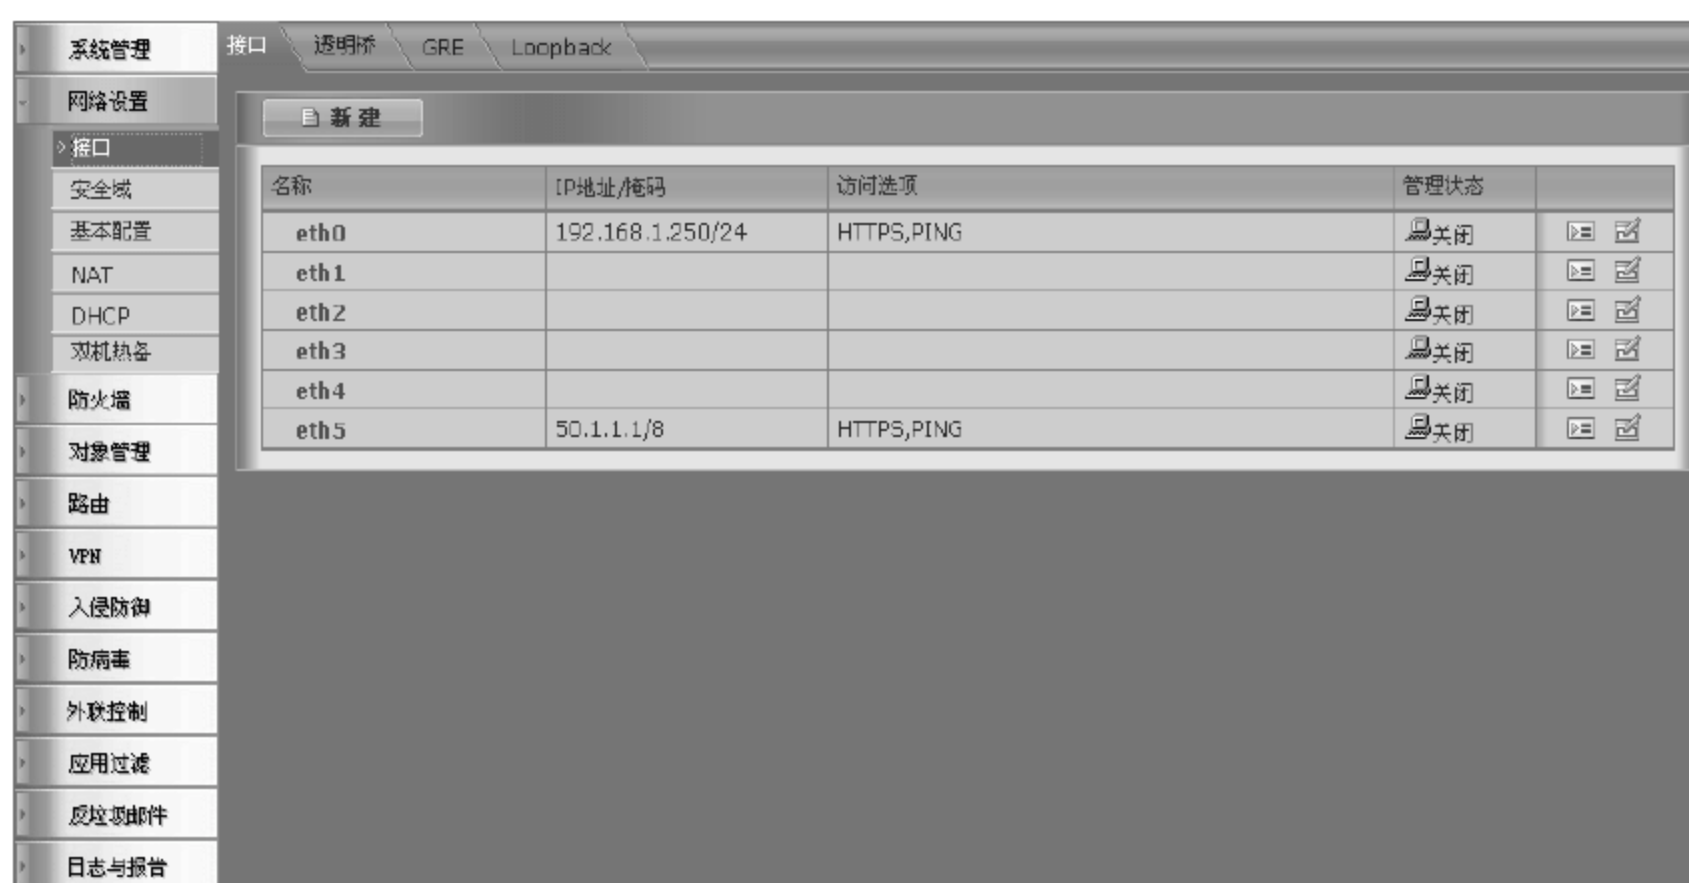 系统管理
网络设置
接口
安全域
基本配置
NAT
DHCP
双机热备
防火墙
对象管理
路由
VPN
入侵防御
防病毒
外联控制
应用过滤
反垃圾邮件
日志与报告
接口 透明桥 GRE Loopback
新建
名称 IP地址/掩码 访问选项 管理状态
eth0 192.168.1.250/24 HTTPS,PING 关闭
eth1 关闭
eth2 关闭
eth3 关闭
eth4 关闭
eth5 50.1.1.1/8 HTTPS,PING 关闭